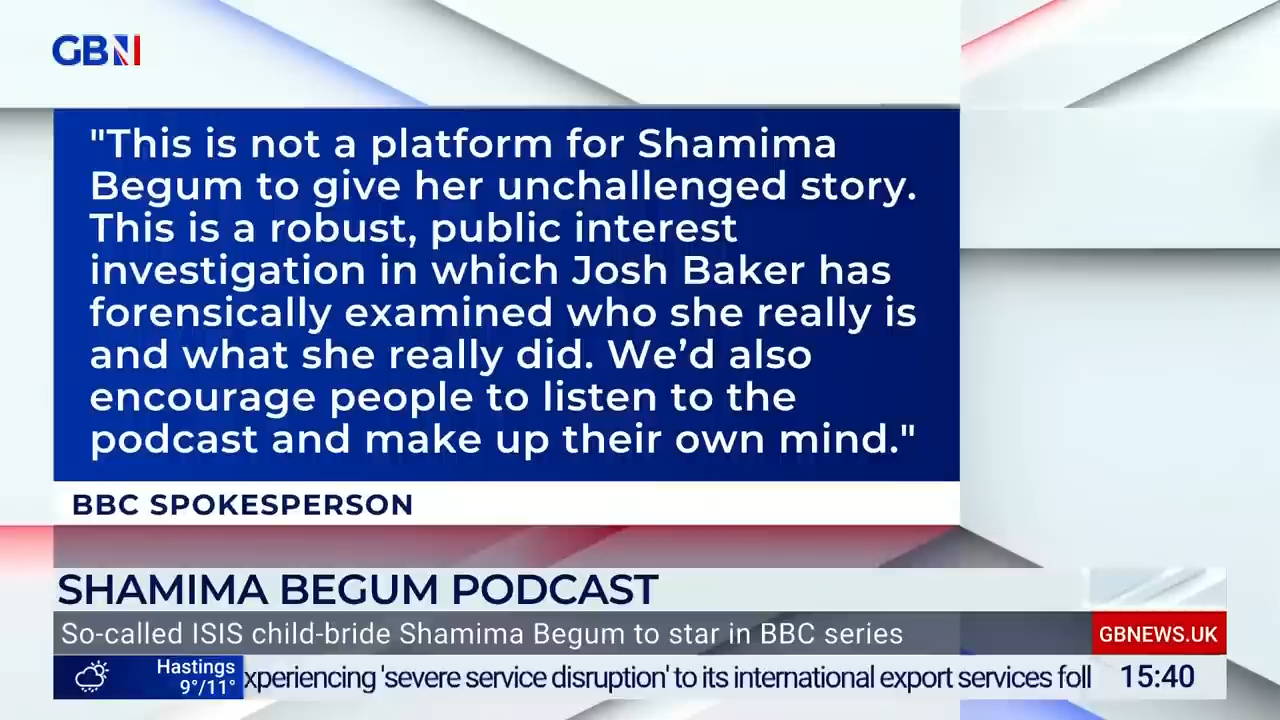 GBN
"This is not a platform for Shamima
Begum to give her unchallenged story.
This is a robust, public interest
investigation in which Josh Baker has
forensically examined who she really is
and what she really did. We’d also
encourage people to listen to the
podcast and make up their own mind."
BBC SPOKESPERSON
SHAMIMA BEGUM PODCAST
So-called ISIS child-bride Shamima Begum to star in BBC series
GBNEWS.UK
Hastings
9°/11°
xperiencing 'severe service disruption' to its international export services foll
15:40